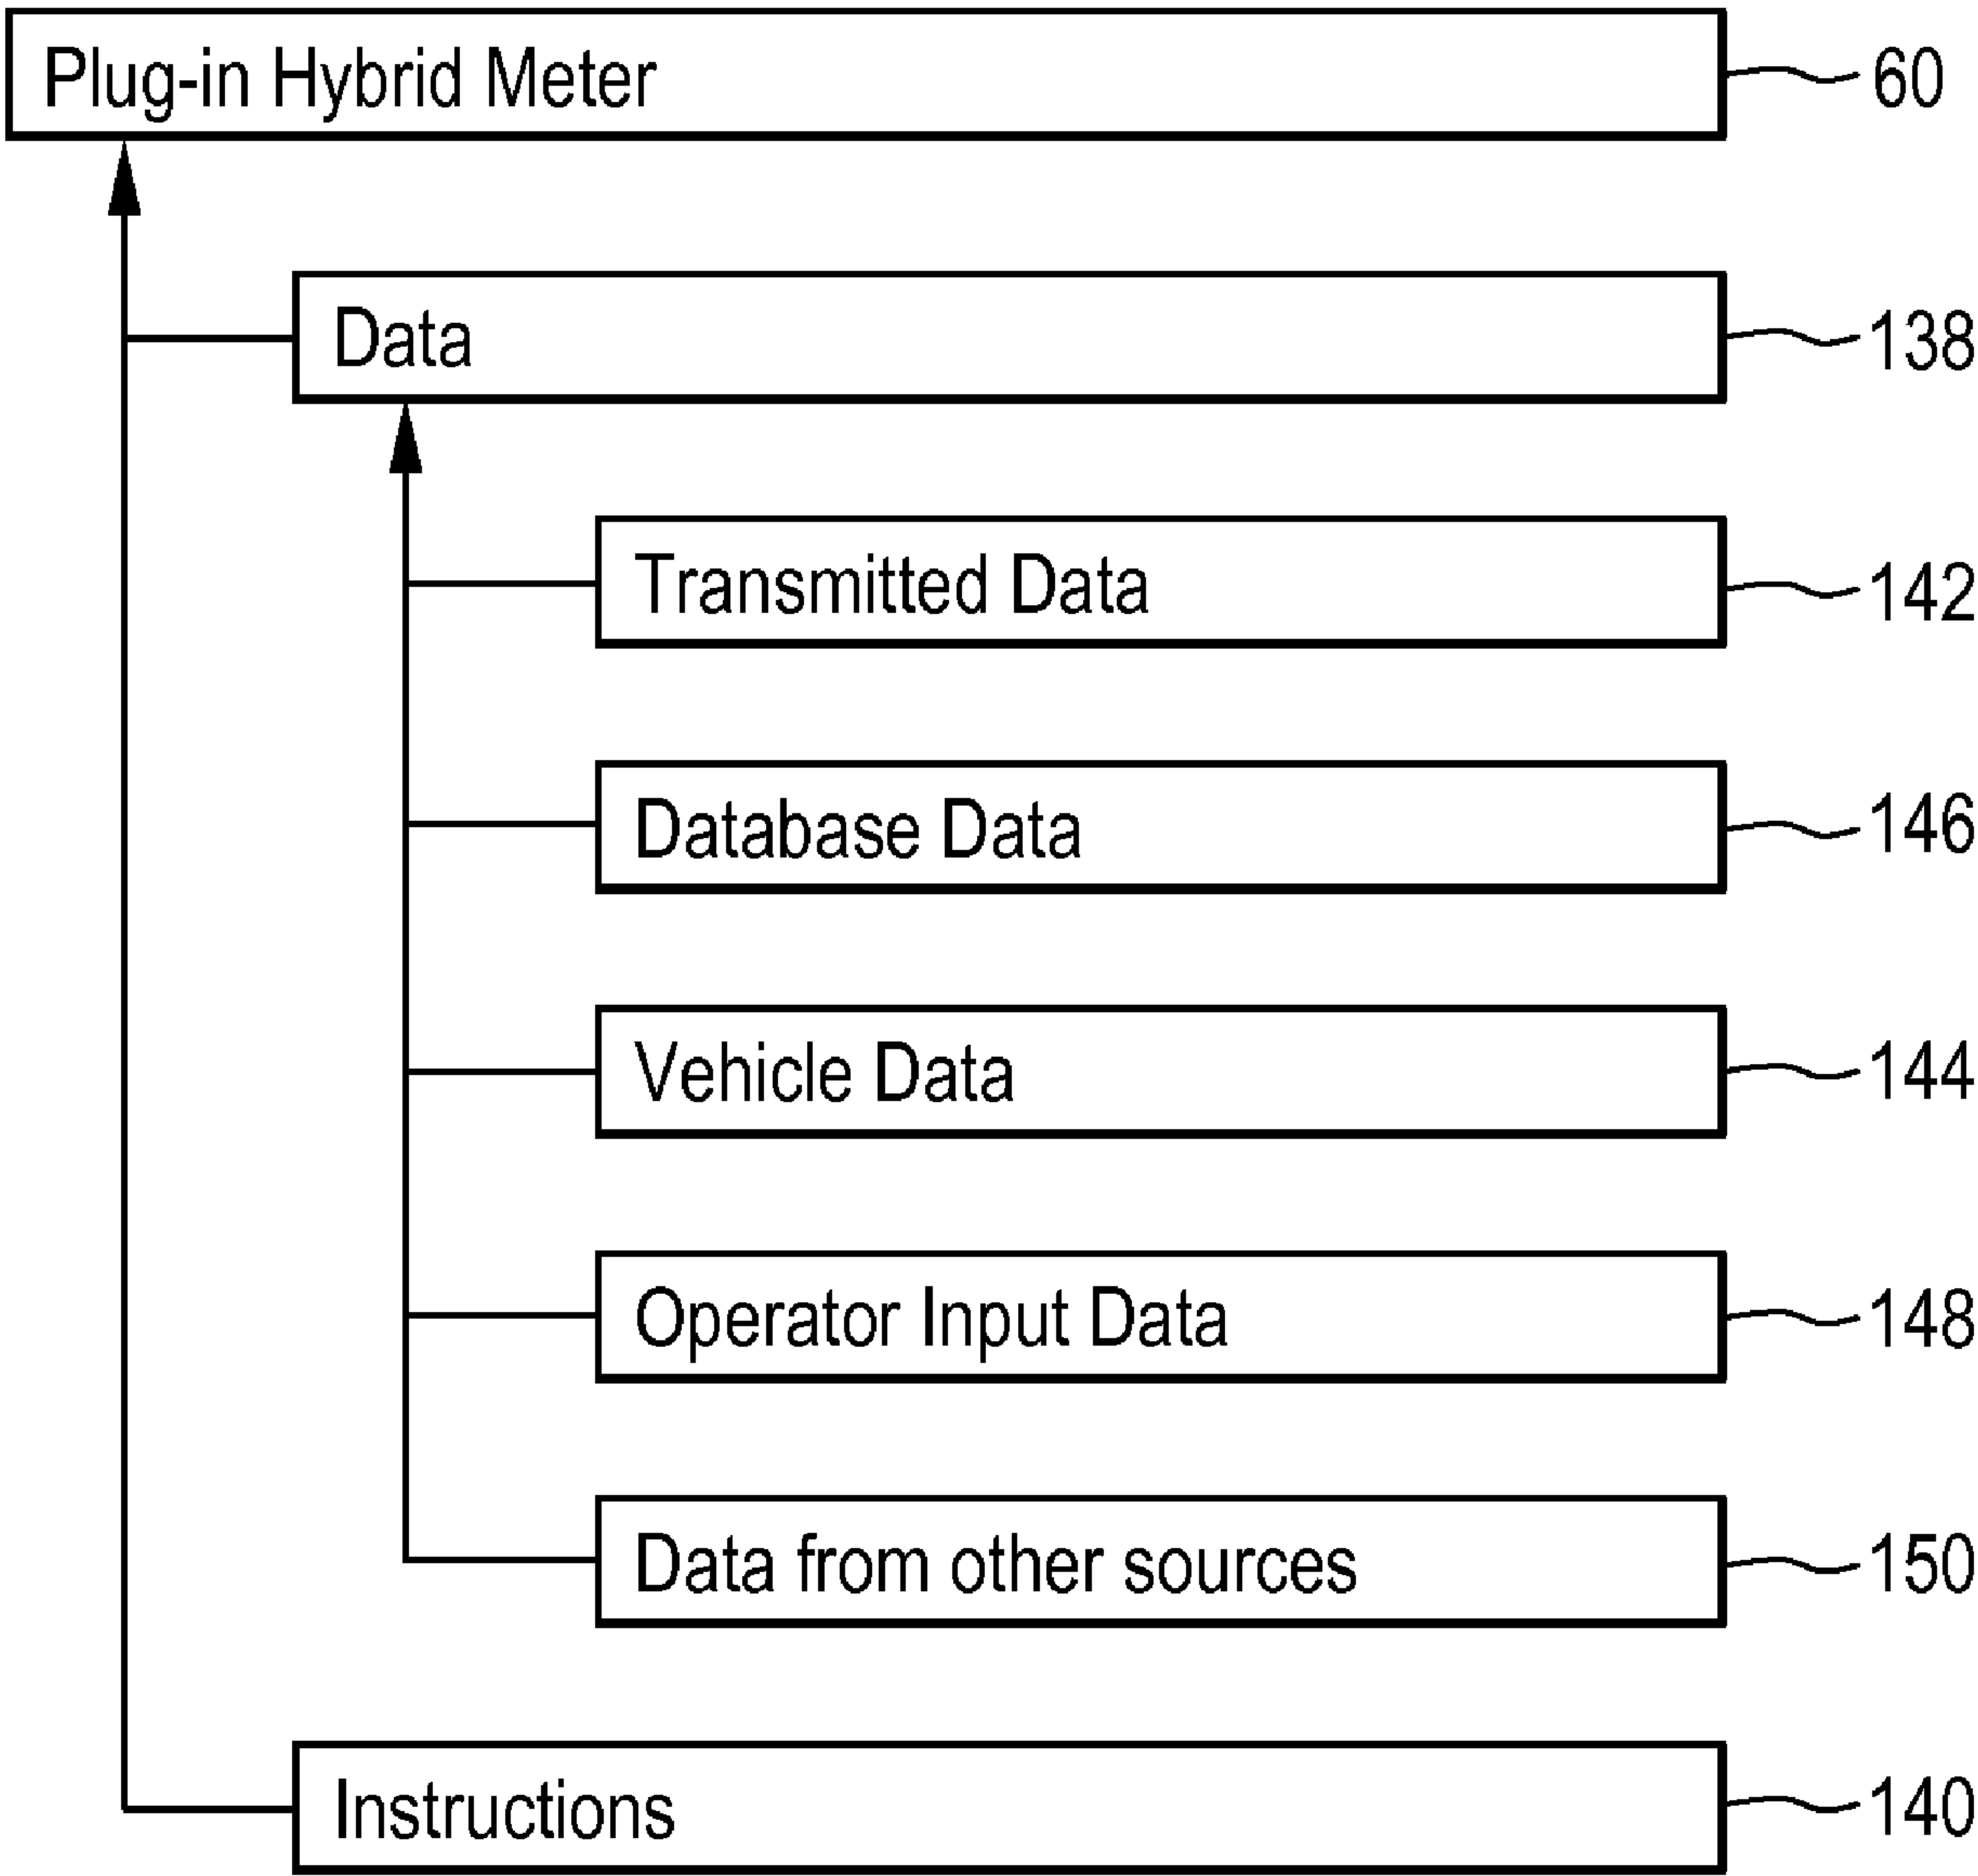 Plug-in Hybrid Meter 60
Data 138
Transmitted Data 142
Database Data 146
Vehicle Data 144
Operator Input Data 148
Data from other sources 150
Instructions 140